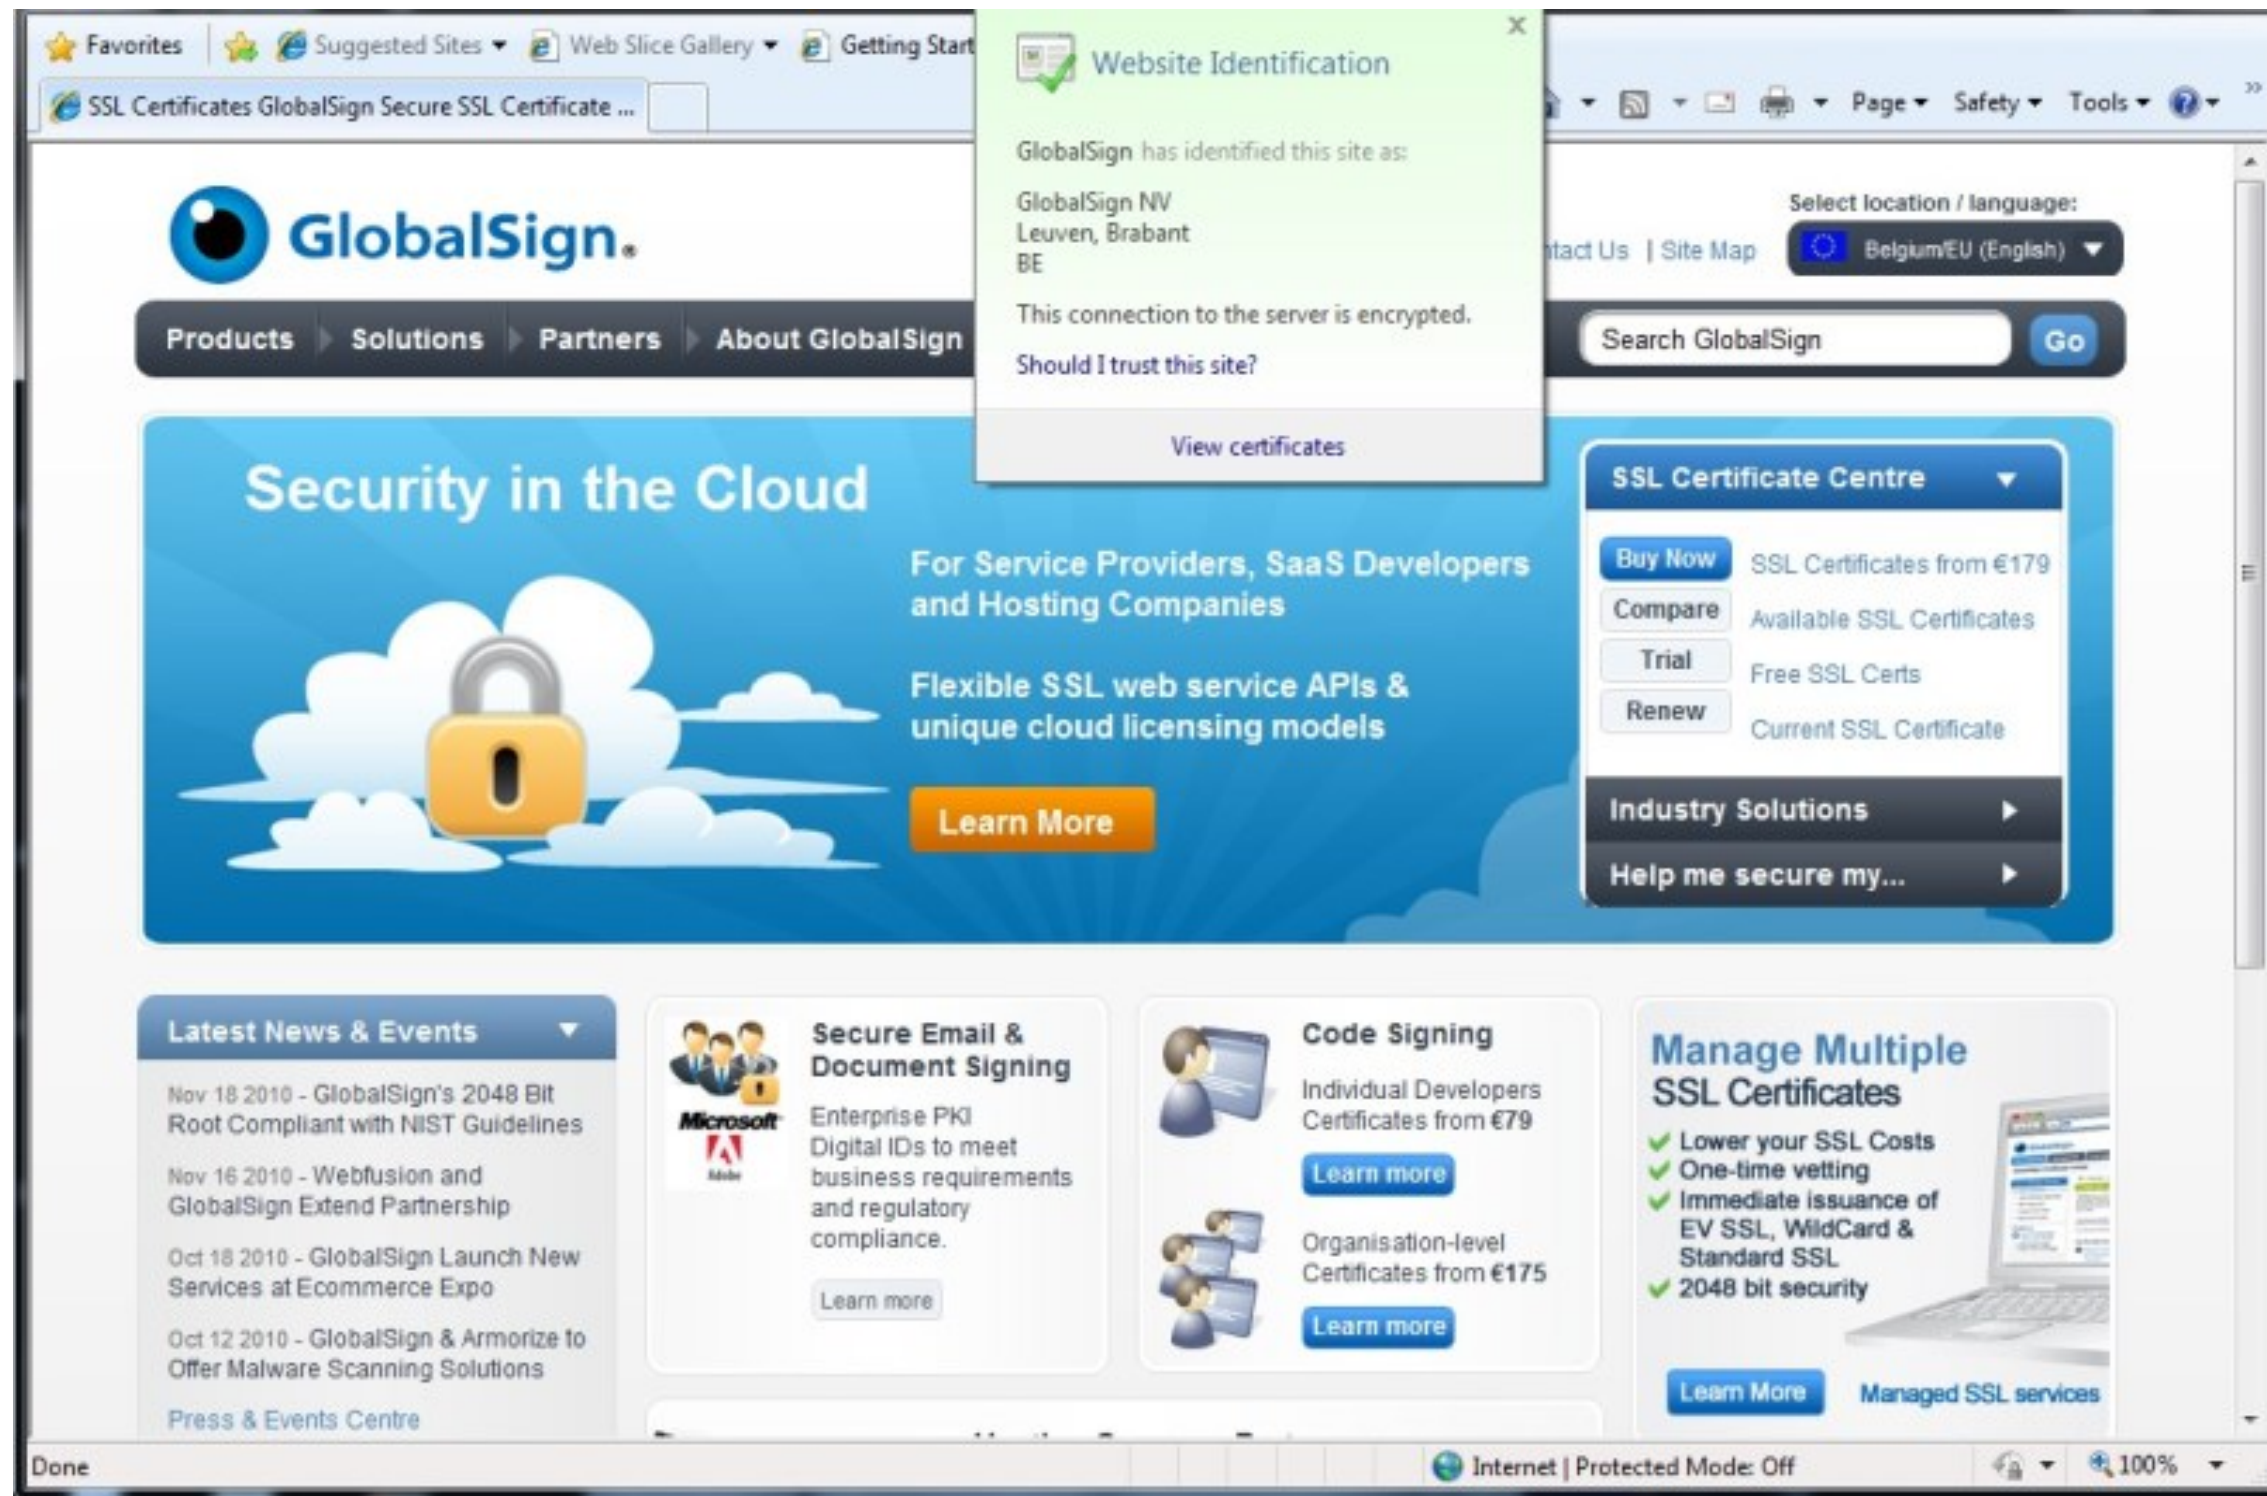 Favorites
Suggested Sites
Web Slice Gallery
Getting Start
SSL Certificates GlobalSign Secure SSL Certificate ...
Page
Safety
Tools
»
Website Identification
GlobalSign has identified this site as:
GlobalSign NV
Leuven, Brabant
BE
This connection to the server is encrypted.
Should I trust this site?
View certificates
GlobalSign.
Select location / language:
Belgium/EU (English)
ntact Us | Site Map
Products
Solutions
Partners
About GlobalSign
Search GlobalSign
Go
Security in the Cloud
For Service Providers, SaaS Developers
and Hosting Companies
Flexible SSL web service APIs &
unique cloud licensing models
Learn More
SSL Certificate Centre
Buy Now SSL Certificates from €179
Compare Available SSL Certificates
Trial Free SSL Certs
Renew Current SSL Certificate
Industry Solutions
Help me secure my...
Latest News & Events
Nov 18 2010 - GlobalSign's 2048 Bit
Root Compliant with NIST Guidelines
Nov 16 2010 - Webfusion and
GlobalSign Extend Partnership
Oct 18 2010 - GlobalSign Launch New
Services at Ecommerce Expo
Oct 12 2010 - GlobalSign & Armorize to
Offer Malware Scanning Solutions
Press & Events Centre
Microsoft
Adobe
Secure Email &
Document Signing
Enterprise PKI
Digital IDs to meet
business requirements
and regulatory
compliance.
Learn more
Code Signing
Individual Developers
Certificates from €79
Learn more
Organisation-level
Certificates from €175
Learn more
Manage Multiple
SSL Certificates
Lower your SSL Costs
One-time vetting
Immediate issuance of
EV SSL, WildCard &
Standard SSL
2048 bit security
Learn More
Managed SSL services
Done
Internet | Protected Mode: Off
100%